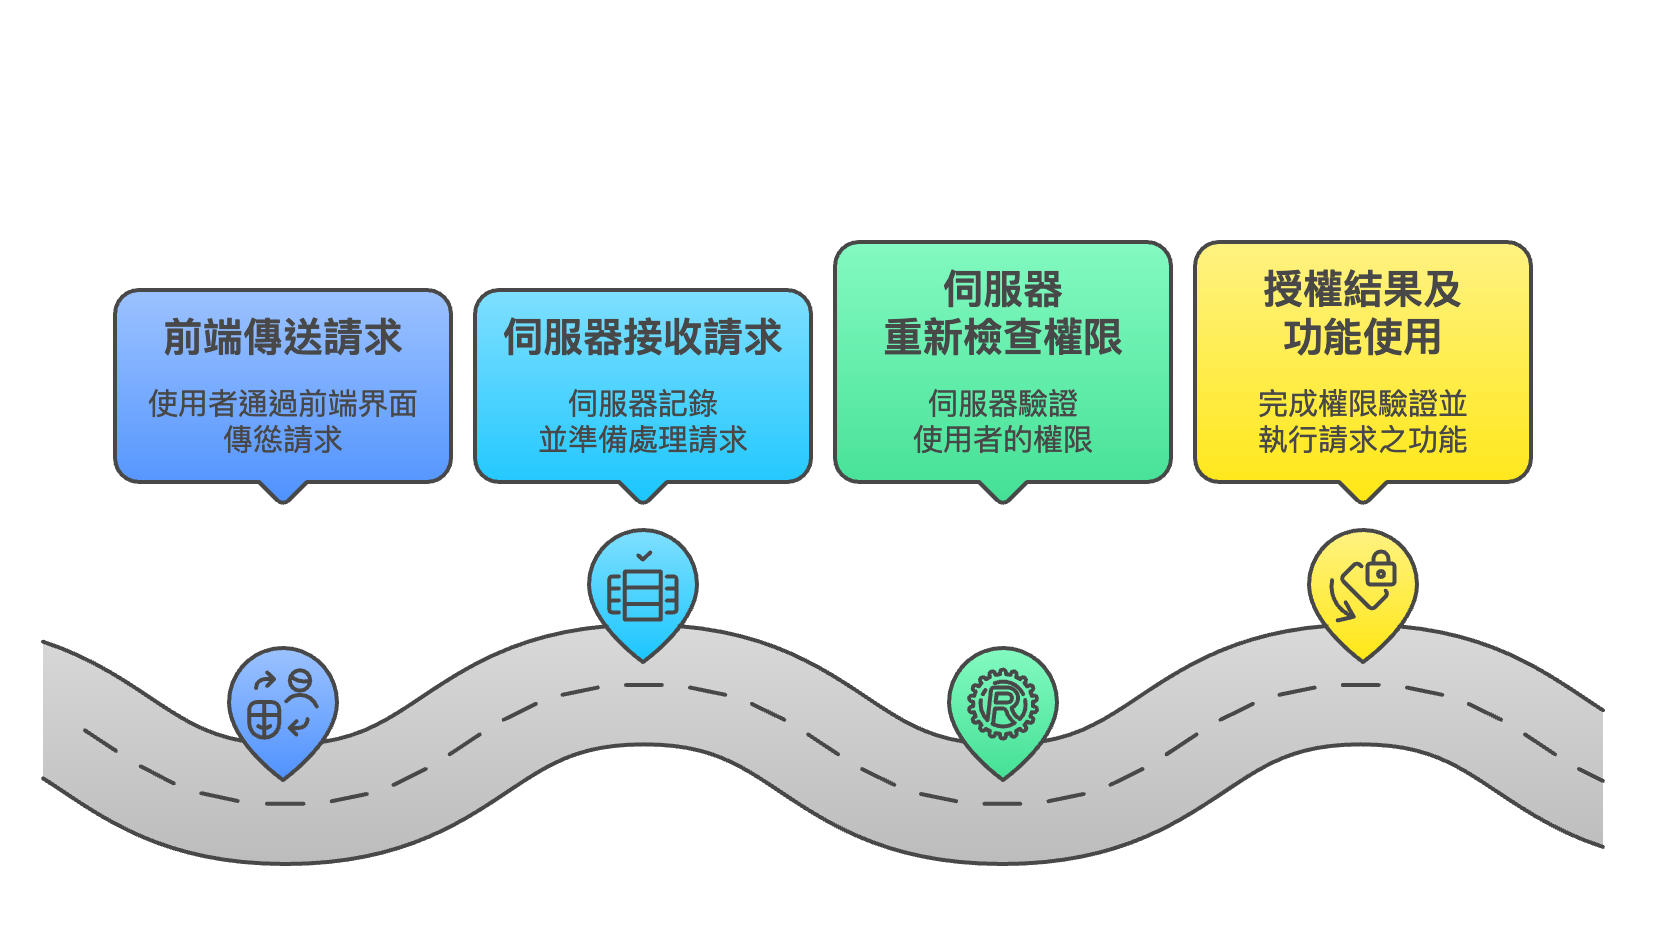 前端傳送請求
使用者通過前端界面
傳慾請求
伺服器接收請求
伺服器記錄
並準備處理請求
伺服器
重新檢查權限
伺服器驗證
使用者的權限
授權結果及
功能使用
完成權限驗證並
執行請求之功能
R